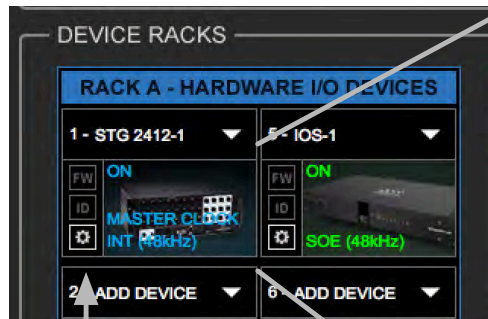 DEVICE RACKS
RACK A - HARDWARE I/O DEVICES
1 - STG 2412-1
5 - IOS-1
FW
ON
ID
MASTER CLOCK
INT (48kHz)
FW
ON
ID
SOE (48kHz)
2 - ADD DEVICE
6 - ADD DEVICE